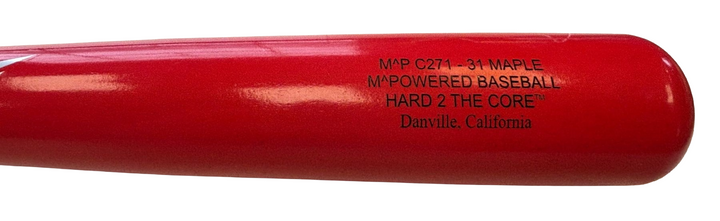 M^P C271 - 31 MAPLE
M^POWERED BASEBALL
HARD 2 THE CORE™
Danville, California